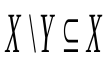 X \ Y ⊆ X